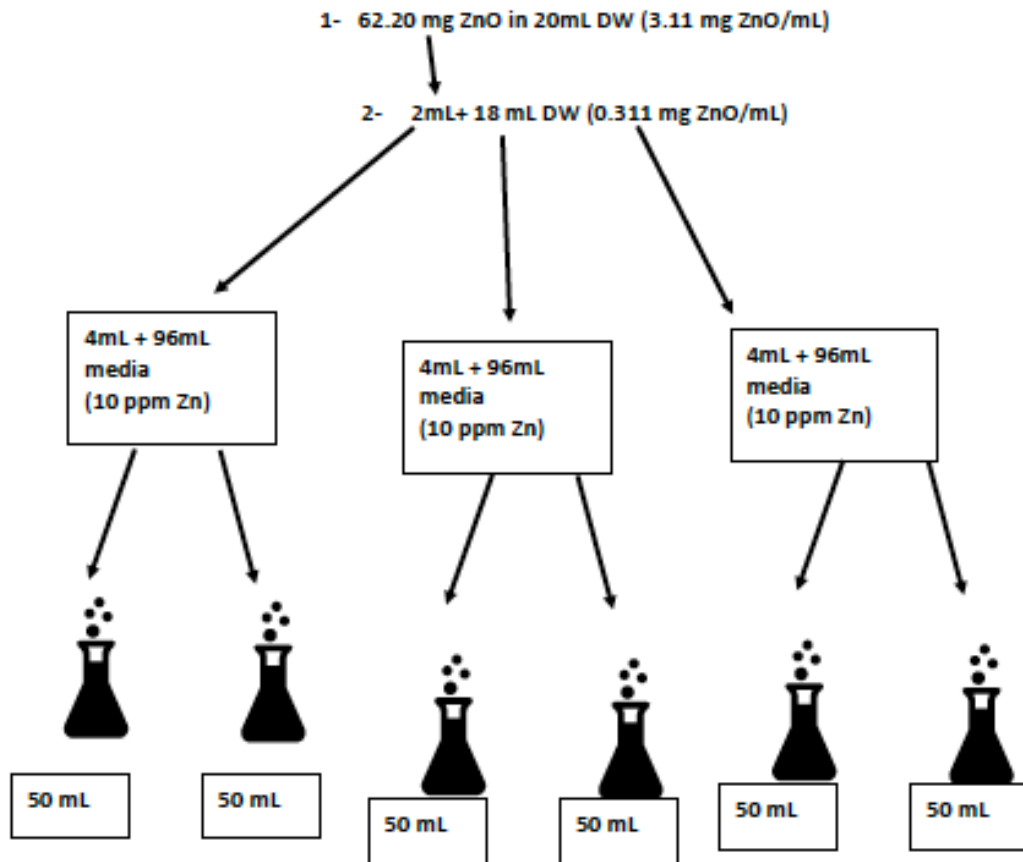 1- 62.20 mg ZnO in 20mL DW (3.11 mg ZnO/mL)
2- 2mL+ 18 mL DW (0.311 mg ZnO/mL)
4mL + 96mL
media
(10 ppm Zn)
4mL + 96mL
media
(10 ppm Zn)
4mL + 96mL
media
(10 ppm Zn)
50 mL
50 mL
50 mL
50 mL
50 mL
50 mL